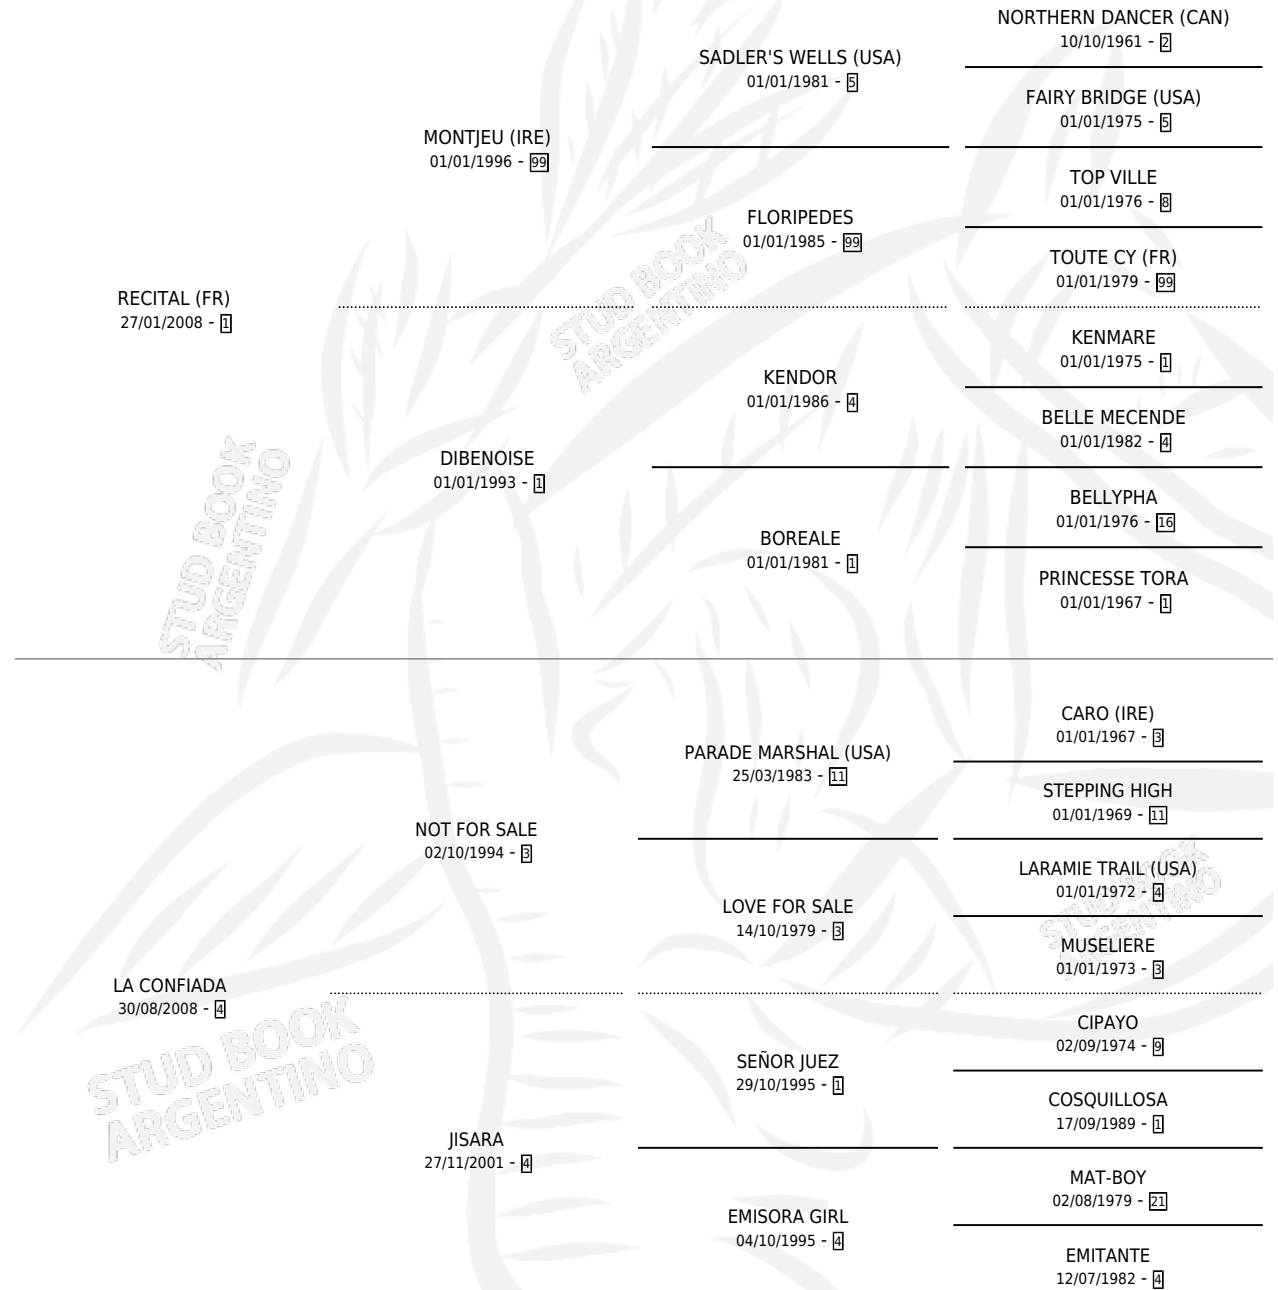 NORTHERN DANCER (CAN)
10/10/1961 - 2
SADLER'S WELLS (USA)
01/01/1981 - 5
FAIRY BRIDGE (USA)
01/01/1975 - 5
MONTJEU (IRE)
01/01/1996 - 99
TOP VILLE
01/01/1976 - 8
FLORIPEDES
01/01/1985 - 99
TOUTE CY (FR)
01/01/1979 - 99
RECITAL (FR)
27/01/2008 - 1
KENMARE
01/01/1975 - 1
KENDOR
01/01/1986 - 4
BELLE MECENDE
01/01/1982 - 4
DIBENOISE
01/01/1993 - 1
BELLYPHA
01/01/1976 - 16
BOREALE
01/01/1981 - 1
PRINCESSE TORA
01/01/1967 - 1
STUD BOOK
ARGENTINO
STUD BOOK
ARGENTINO
CARO (IRE)
01/01/1967 - 3
PARADE MARSHAL (USA)
25/03/1983 - 11
STEPPING HIGH
01/01/1969 - 11
NOT FOR SALE
02/10/1994 - 3
LARAMIE TRAIL (USA)
01/01/1972 - 4
LOVE FOR SALE
14/10/1979 - 3
MUSELIERE
01/01/1973 - 3
LA CONFIADA
30/08/2008 - 4
CIPAYO
02/09/1974 - 9
SEÑOR JUEZ
29/10/1995 - 1
COSQUILLOSA
17/09/1989 - 1
JISARA
27/11/2001 - 4
MAT-BOY
02/08/1979 - 21
EMISORA GIRL
04/10/1995 - 4
EMITANTE
12/07/1982 - 4
STUD BOOK
ARGENTINO
STUD BOOK
ARGENTINO